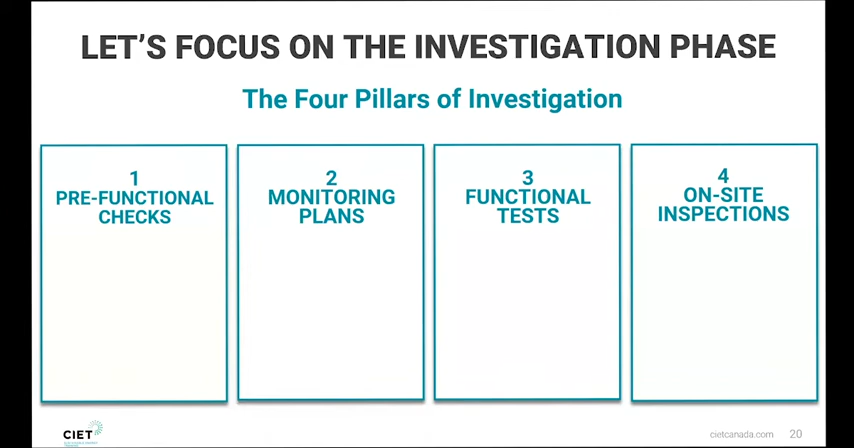 LET'S FOCUS ON THE INVESTIGATION PHASE
The Four Pillars of Investigation
1
PRE-FUNCTIONAL
CHECKS
2
MONITORING
PLANS
3
FUNCTIONAL
TESTS
4
ON-SITE
INSPECTIONS
CIET
cietcanada.com 20